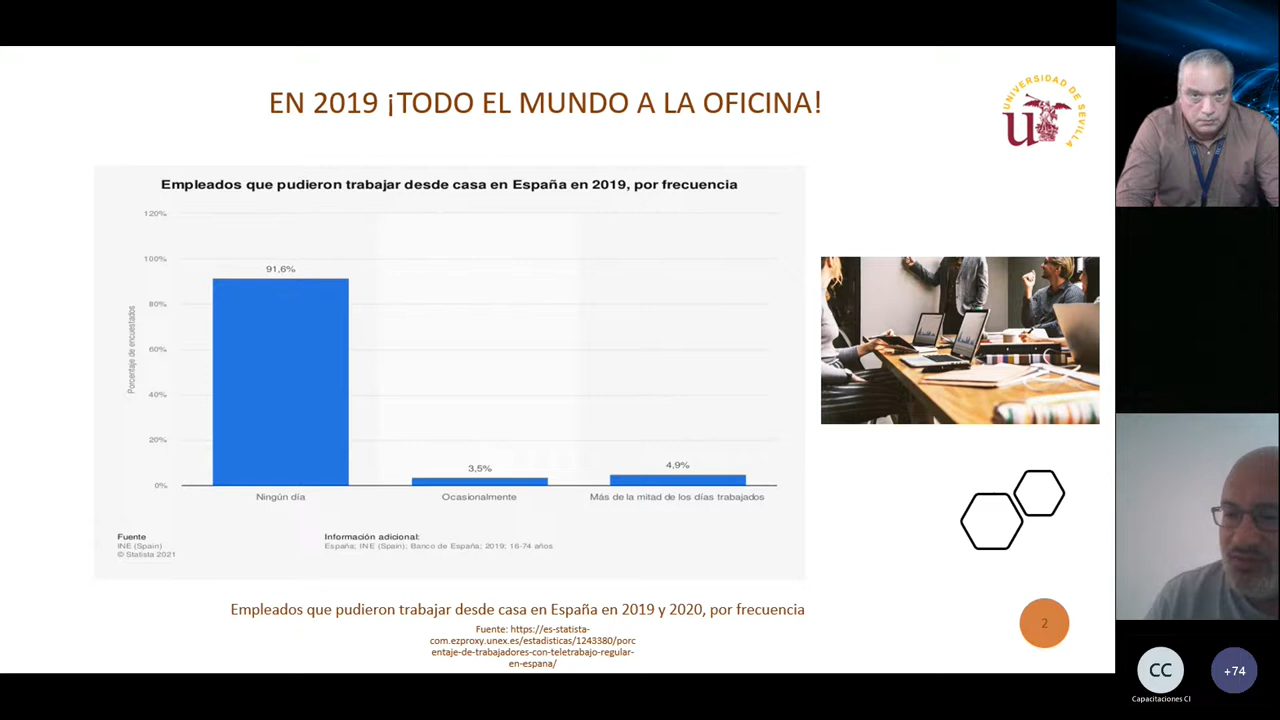 EN 2019 ¡TODO EL MUNDO A LA OFICINA!
UNIVERSIDAD DE SEVILLA
Empleados que pudieron trabajar desde casa en España en 2019, por frecuencia
Porcentaje de encuestados
120%
100%
80%
60%
40%
20%
0%
91,6%
3,5%
4,9%
Ningún día
Ocasionalmente
Más de la mitad de los días trabajados
Fuente
INE (Spain)
© Statista 2021
Información adicional:
España; INE (Spain); Banco de España; 2019; 16-74 años
Empleados que pudieron trabajar desde casa en España en 2019 y 2020, por frecuencia
Fuente: https://es-statista-
com.ezproxy.unex.es/estadisticas/1243380/porc
entaje-de-trabajadores-con-teletrabajo-regular-
en-espana/
2
CC
Capacitaciones CI
+74